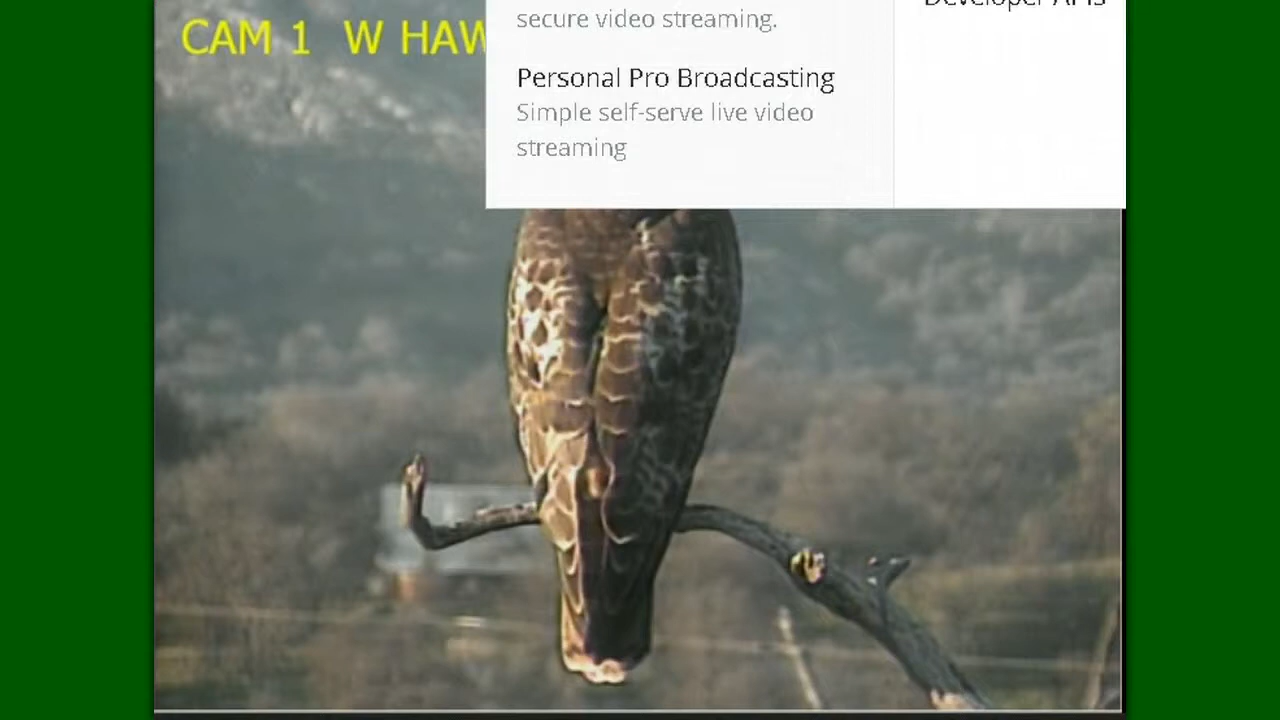 secure video streaming.
CAM 1 W HAW
Personal Pro Broadcasting
Simple self-serve live video
streaming